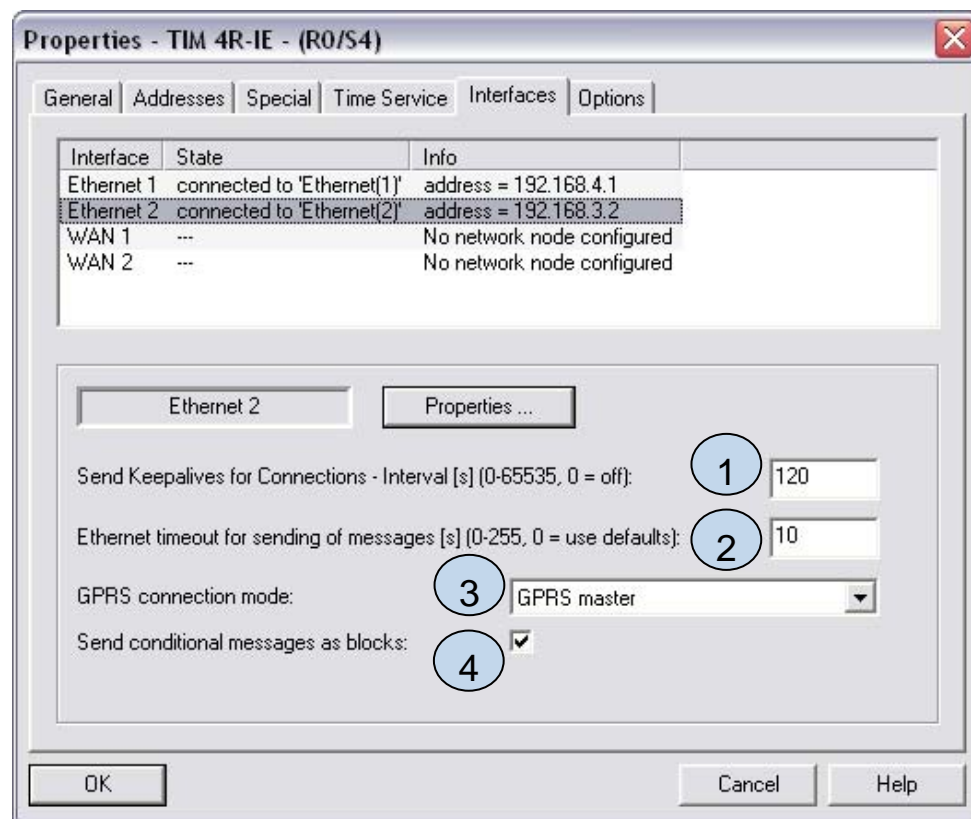 Properties - TIM 4R-IE - (R0/S4)
General Addresses Special Time Service Interfaces Options
Interface State Info
Ethernet 1 connected to 'Ethernet(1)' address = 192.168.4.1
Ethernet 2 connected to 'Ethernet(2)' address = 192.168.3.2
WAN 1 --- No network node configured
WAN 2 --- No network node configured
Ethernet 2 Properties ...
Send Keepalives for Connections - Interval [s] (0-65535, 0 = off): 1 120
Ethernet timeout for sending of messages [s] (0-255, 0 = use defaults): 2 10
GPRS connection mode: 3 GPRS master
Send conditional messages as blocks: 4
OK Cancel Help